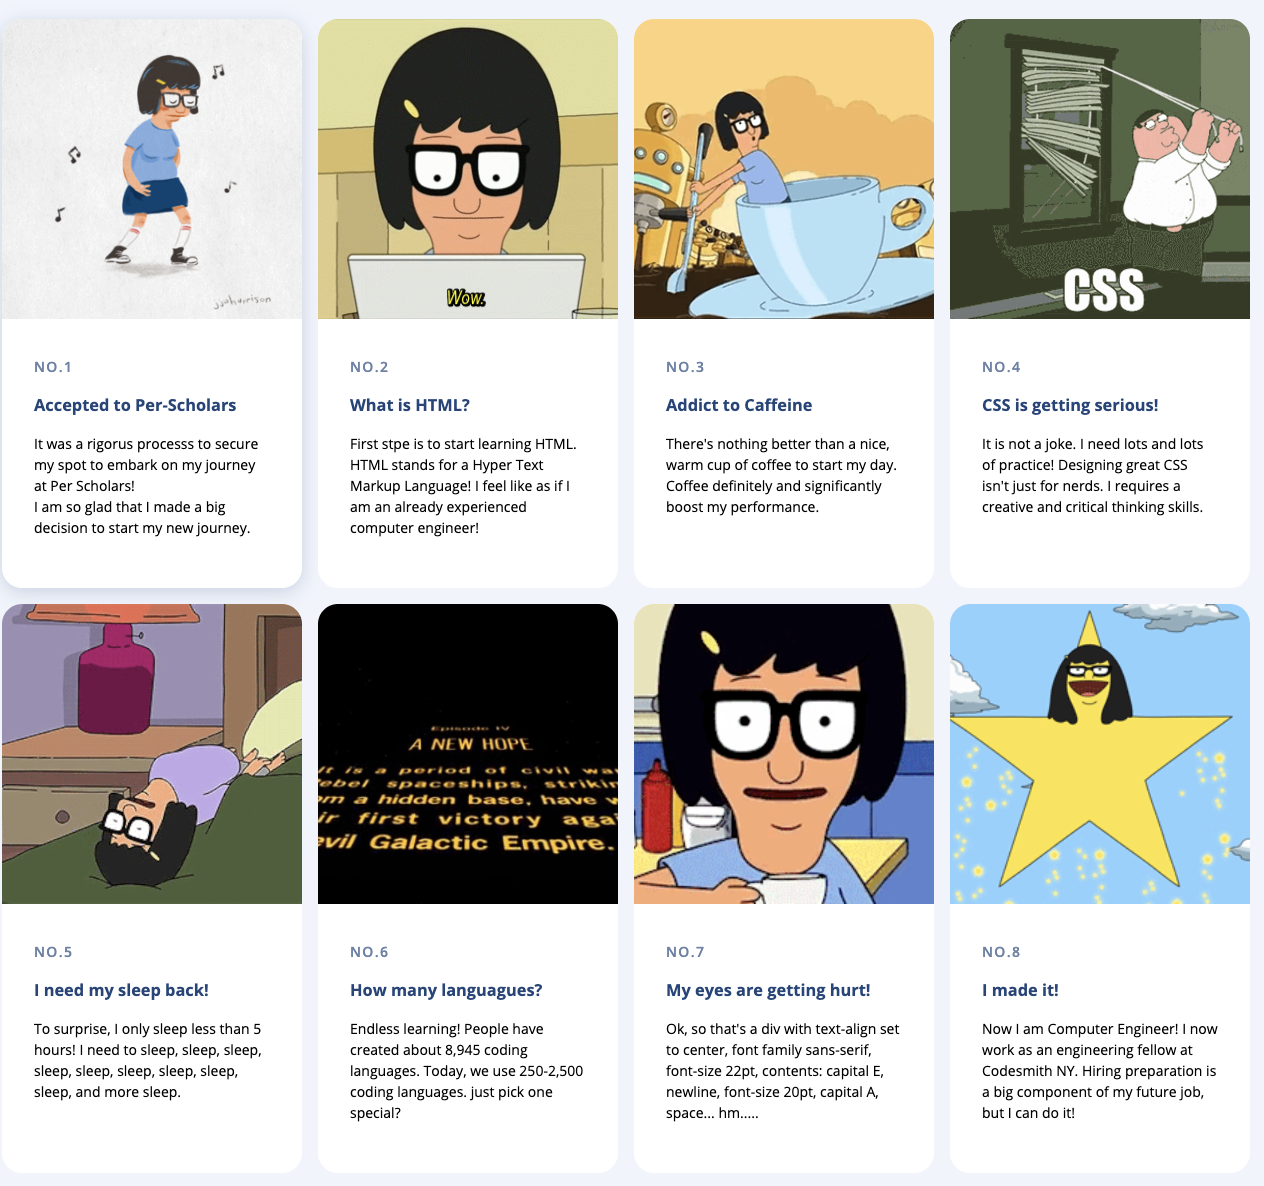 jjoharrison
Wow.
CSS
NO.1
Accepted to Per-Scholars
It was a rigorus processs to secure
my spot to embark on my journey
at Per Scholars!
I am so glad that I made a big
decision to start my new journey.
NO.2
What is HTML?
First stpe is to start learning HTML.
HTML stands for a Hyper Text
Markup Language! I feel like as if I
am an already experienced
computer engineer!
NO.3
Addict to Caffeine
There's nothing better than a nice,
warm cup of coffee to start my day.
Coffee definitely and significantly
boost my performance.
NO.4
CSS is getting serious!
It is not a joke. I need lots and lots
of practice! Designing great CSS
isn't just for nerds. I requires a
creative and critical thinking skills.
Episode IV
A NEW HOPE
It is a period of civil wa
ebel spaceships, strikin
om a hidden base, have w
ir first victory agai
evil Galactic Empire.
NO.5
I need my sleep back!
To surprise, I only sleep less than 5
hours! I need to sleep, sleep, sleep,
sleep, sleep, sleep, sleep, sleep,
sleep, and more sleep.
NO.6
How many languagues?
Endless learning! People have
created about 8,945 coding
languages. Today, we use 250-2,500
coding languages. just pick one
special?
NO.7
My eyes are getting hurt!
Ok, so that's a div with text-align set
to center, font family sans-serif,
font-size 22pt, contents: capital E,
newline, font-size 20pt, capital A,
space... hm.....
NO.8
I made it!
Now I am Computer Engineer! I now
work as an engineering fellow at
Codesmith NY. Hiring preparation is
a big component of my future job,
but I can do it!